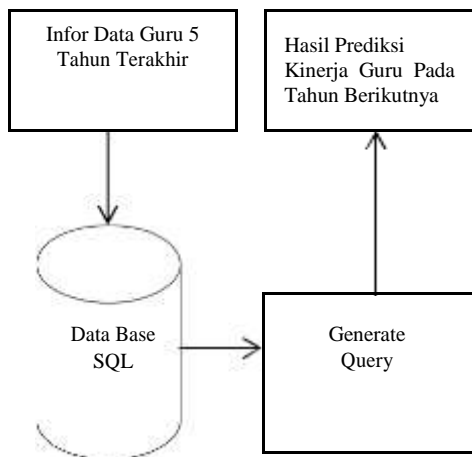 Infor Data Guru 5
Tahun Terakhir
Hasil Prediksi
Kinerja Guru Pada
Tahun Berikutnya
Data Base
SQL
Generate
Query